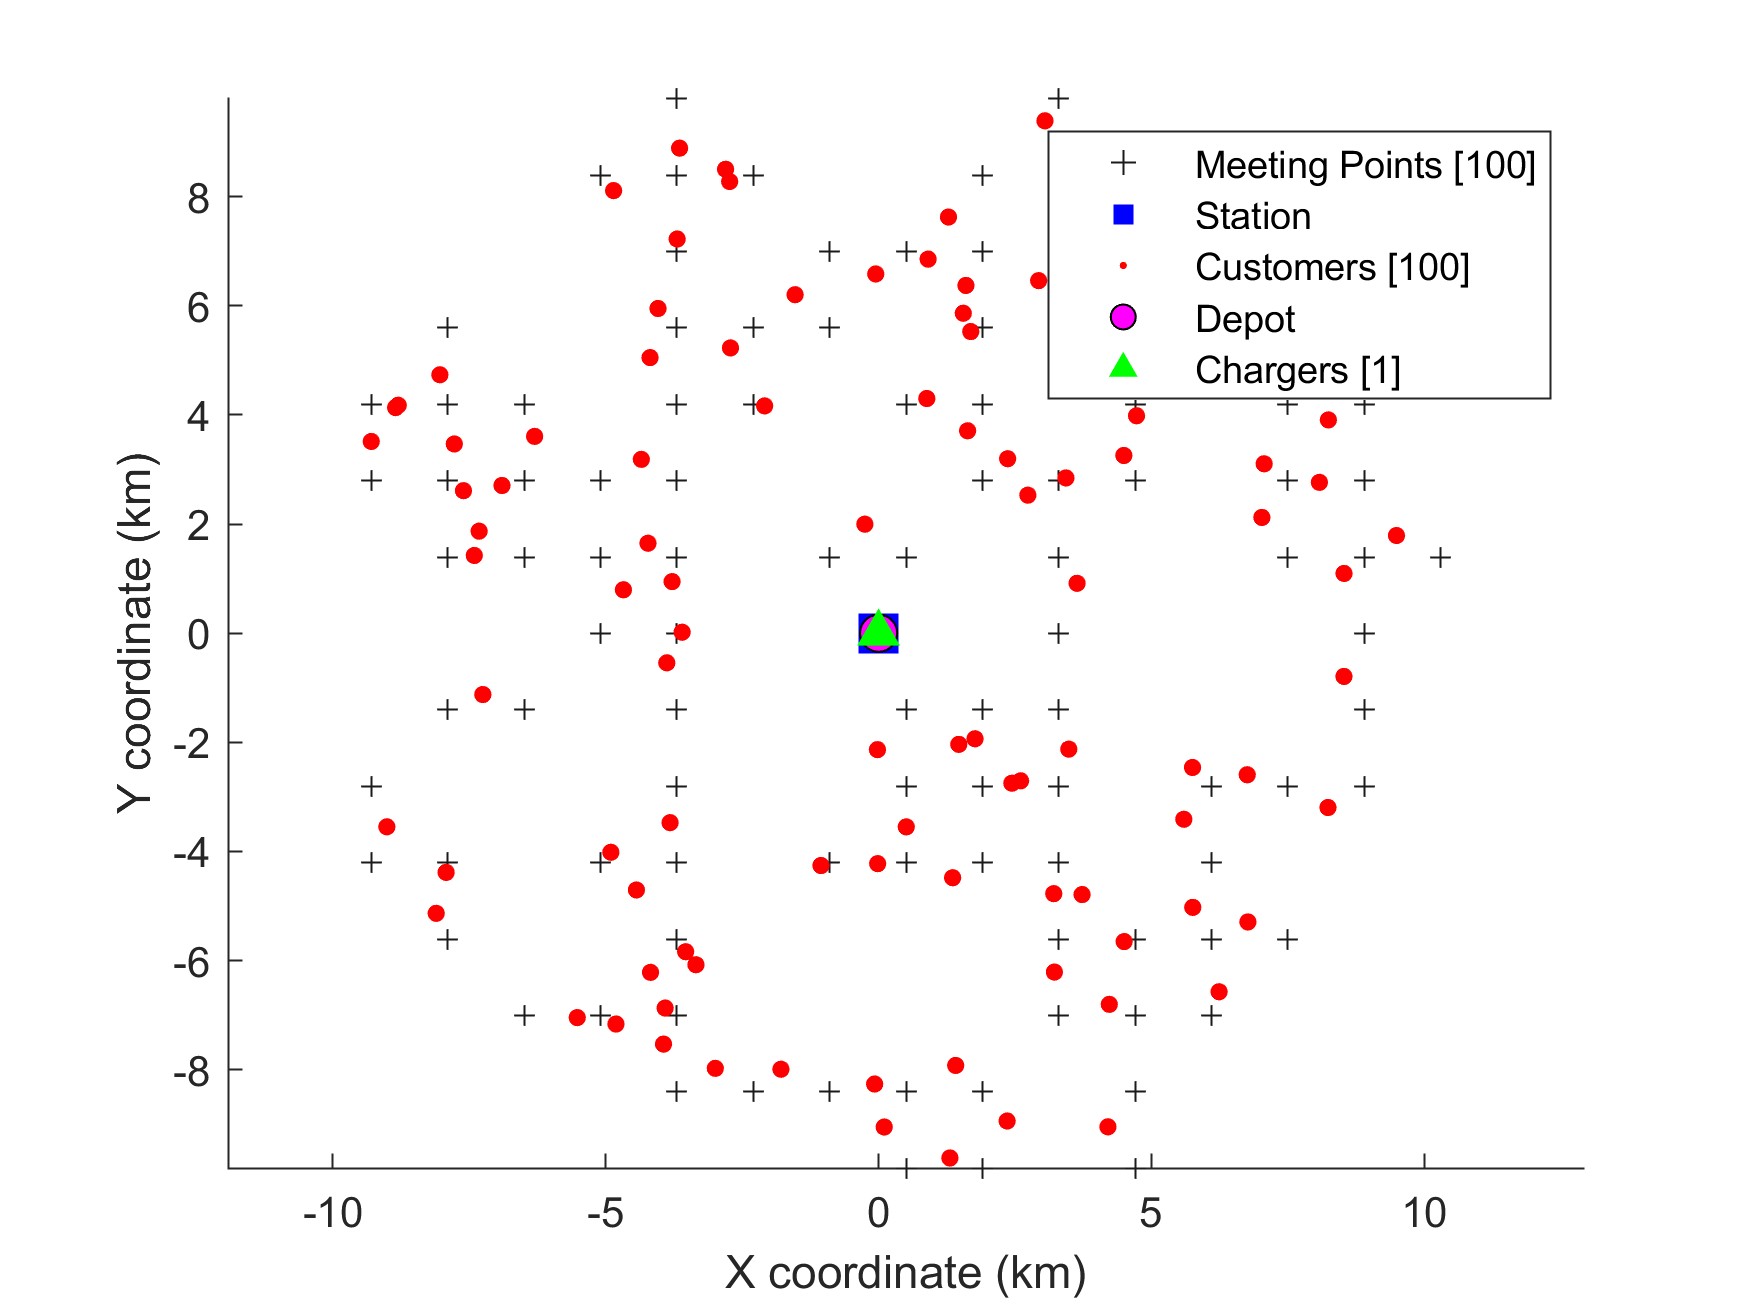 Meeting Points [100]
Station
Customers [100]
Depot
Chargers [1]
8
6
4
2
0
-2
-4
-6
-8
Y coordinate (km)
-10 -5 0 5 10
X coordinate (km)